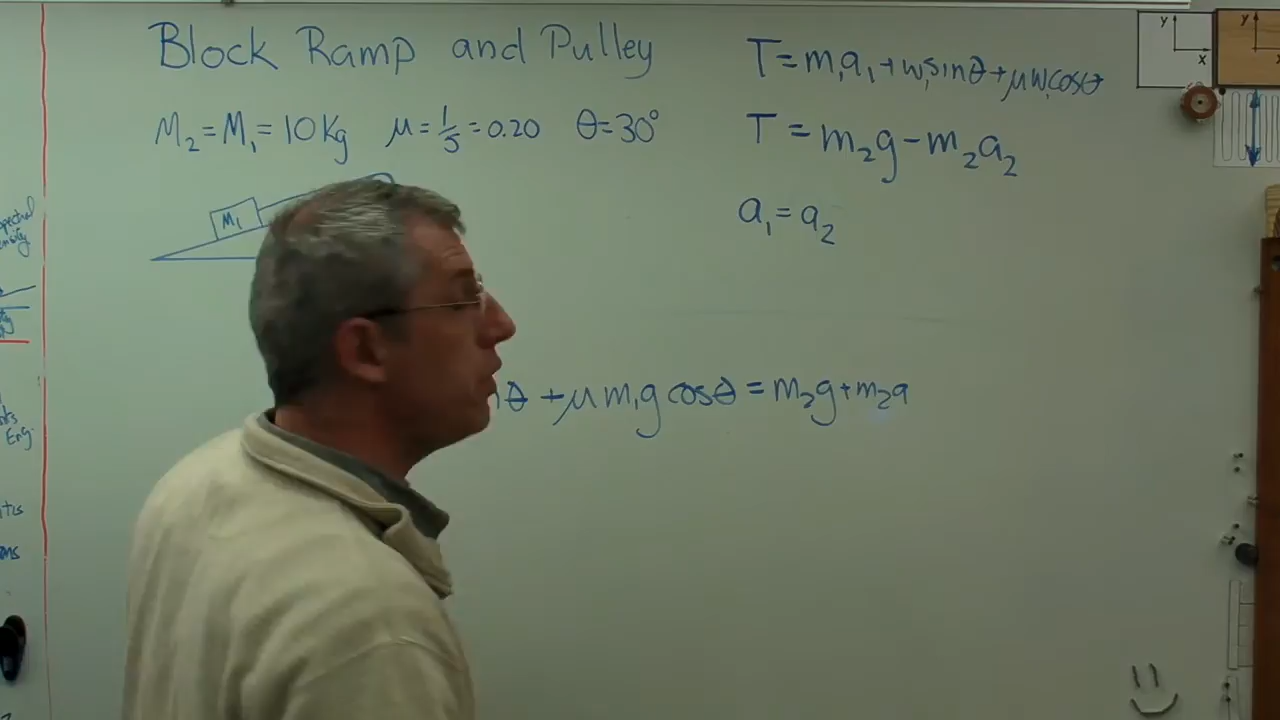 Block Ramp and Pulley
M₂ = M₁ = 10 Kg   μ = 1/5 = 0.20   θ = 30°
M₁
T = m₁a₁ + w₁sinθ + μw₁cosθ
T = m₂g - m₂a₂
a₁ = a₂
θ + μm₁g cosθ = m₂g + m₂a
Eng.
y
x
y